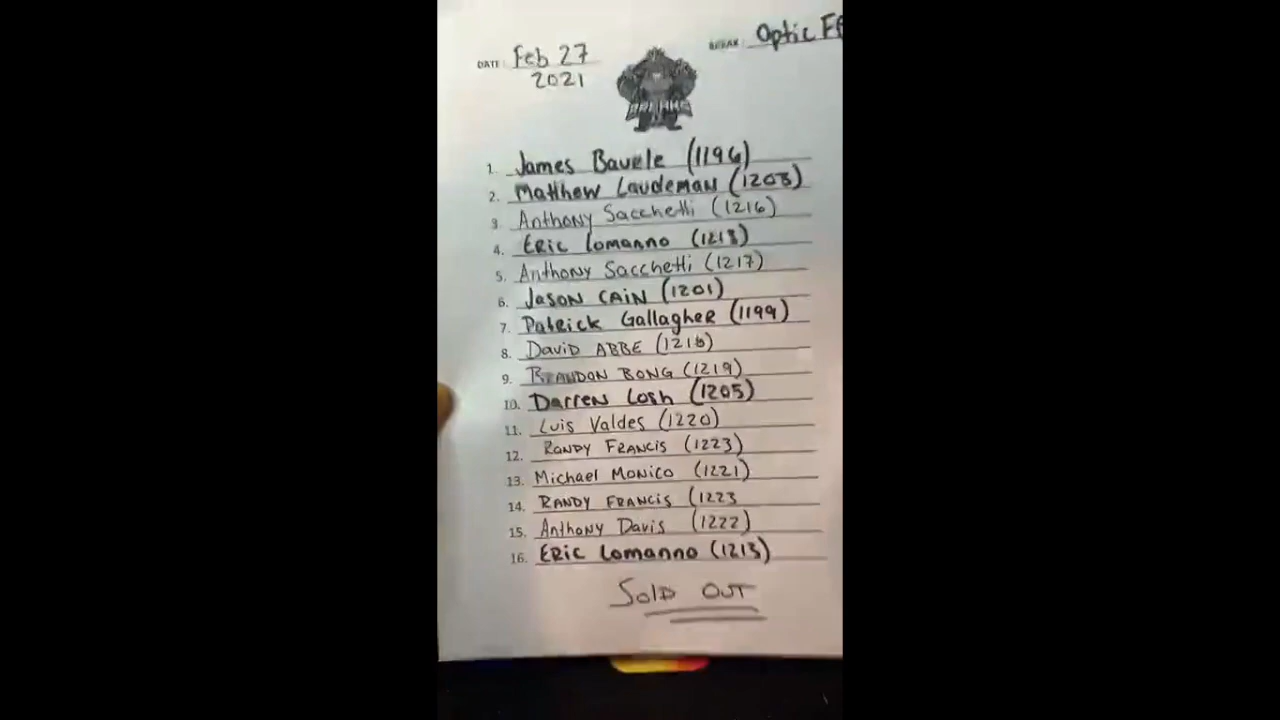 DATE: Feb 27 BREAK: Optic
2021
BREAKS
1. James Bavele (1196)
2. Matthew Laudeman (1203)
3. Anthony Sacchetti (1216)
4. Eric Lomanno (1213)
5. Anthony Sacchetti (1217)
6. Jason Cain (1201)
7. Patrick Gallagher (1199)
8. David ABBE (1218)
9. Brandon Bong (1219)
10. Darren Losh (1205)
11. Luis Valdes (1220)
12. Randy Francis (1223)
13. Michael Monico (1221)
14. Randy Francis (1223
15. Anthony Davis (1222)
16. Eric Lomanno (1213)
Sold Out